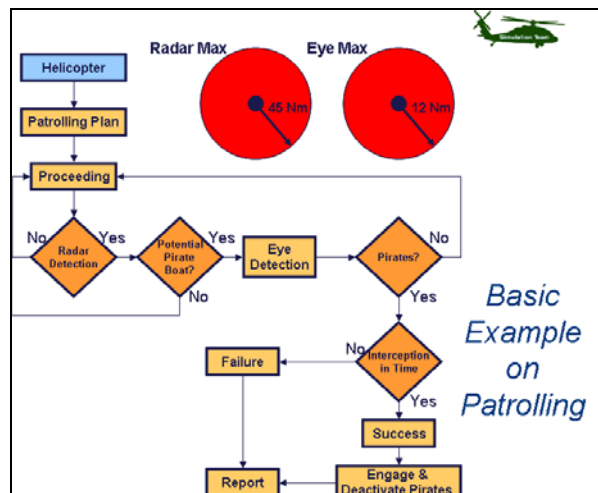 Simulation Team
Radar Max
Eye Max
Helicopter
45 Nm
12 Nm
Patrolling Plan
Proceeding
No
Yes
Yes
No
Radar
Detection
Potential
Pirate
Boat?
Eye
Detection
Pirates?
No
Yes
Basic
Example
on
Patrolling
Failure
No
Interception
in Time
Yes
Success
Report
Engage &
Deactivate Pirates